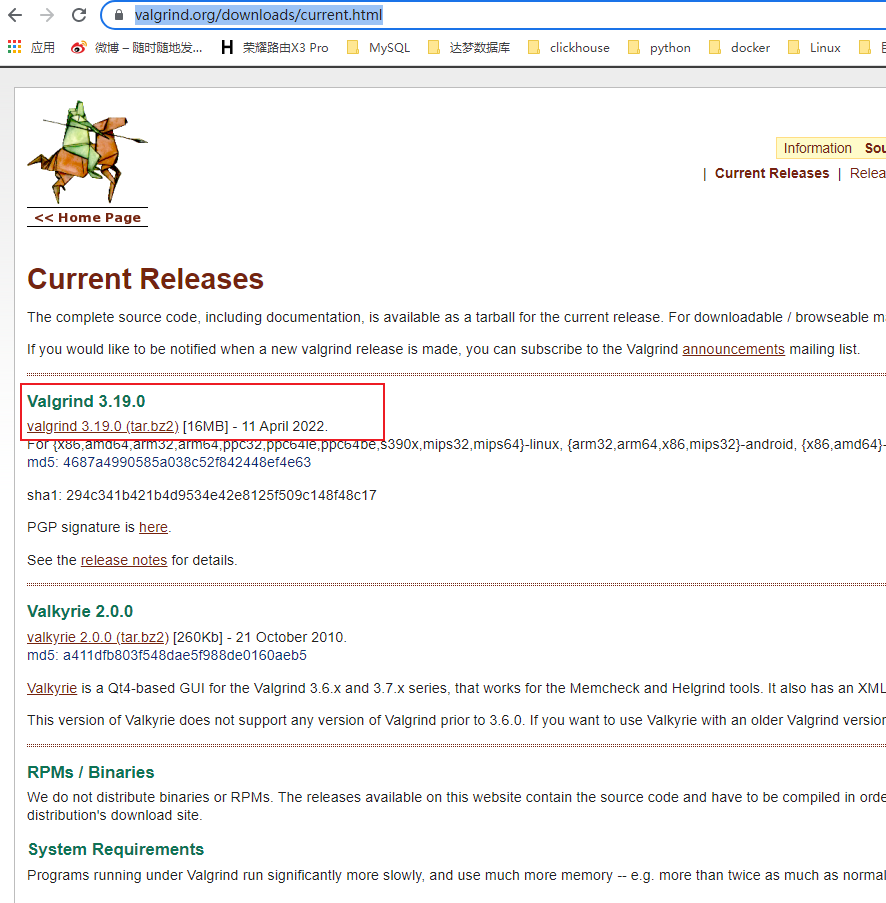 valgrind.org/downloads/current.html
应用 微博 – 随时随地发... H 荣耀路由X3 Pro MySQL 达梦数据库 clickhouse python docker Linux
Information Sou
| Current Releases | Relea
<< Home Page
Current Releases
The complete source code, including documentation, is available as a tarball for the current release. For downloadable / browseable m
If you would like to be notified when a new valgrind release is made, you can subscribe to the Valgrind announcements mailing list.
Valgrind 3.19.0
valgrind 3.19.0 (tar.bz2) [16MB] - 11 April 2022.
For {x86,amd64,arm32,arm64,ppc32,ppc64le,ppc64be,s390x,mips32,mips64}-linux, {arm32,arm64,x86,mips32}-android, {x86,amd64}-
md5: 4687a4990585a038c52f842448ef4e63
sha1: 294c341b421b4d9534e42e8125f509c148f48c17
PGP signature is here.
See the release notes for details.
Valkyrie 2.0.0
valkyrie 2.0.0 (tar.bz2) [260Kb] - 21 October 2010.
md5: a411dfb803f548dae5f988de0160aeb5
Valkyrie is a Qt4-based GUI for the Valgrind 3.6.x and 3.7.x series, that works for the Memcheck and Helgrind tools. It also has an XML
This version of Valkyrie does not support any version of Valgrind prior to 3.6.0. If you want to use Valkyrie with an older Valgrind version
RPMs / Binaries
We do not distribute binaries or RPMs. The releases available on this website contain the source code and have to be compiled in orde
distribution's download site.
System Requirements
Programs running under Valgrind run significantly more slowly, and use much more memory -- e.g. more than twice as much as normal